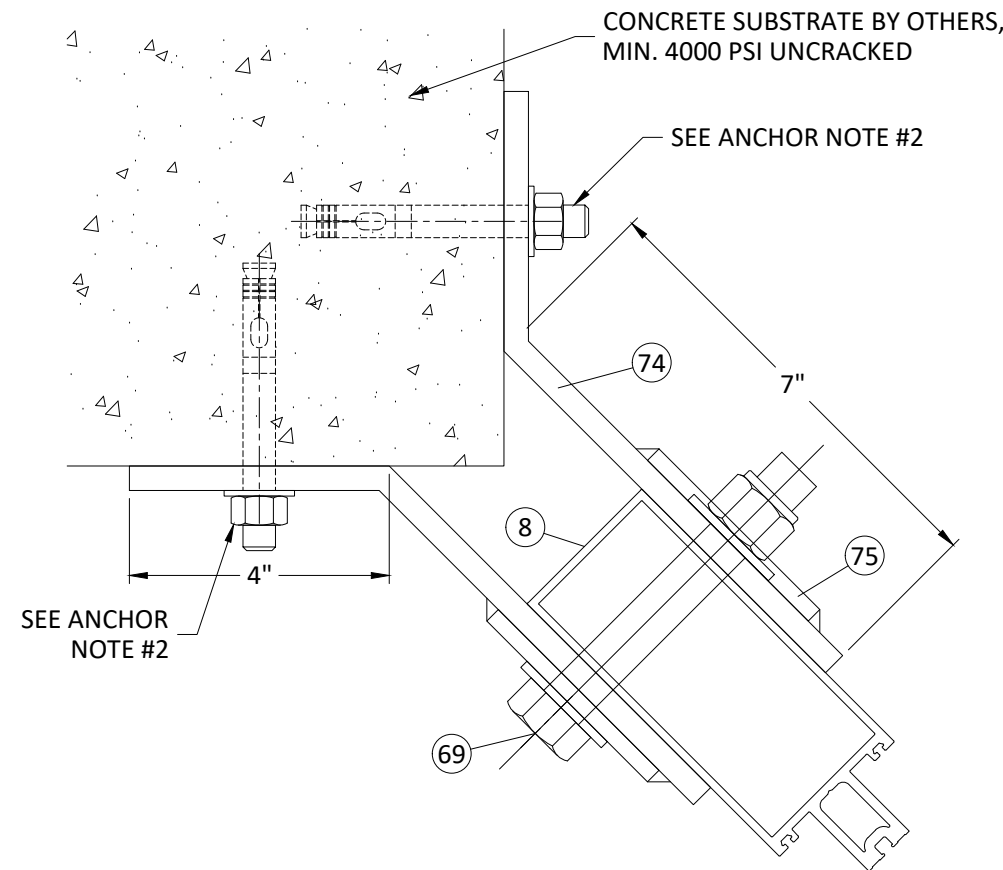 CONCRETE SUBSTRATE BY OTHERS,
MIN. 4000 PSI UNCRACKED
SEE ANCHOR NOTE #2
74
7"
8
75
4"
SEE ANCHOR
NOTE #2
69